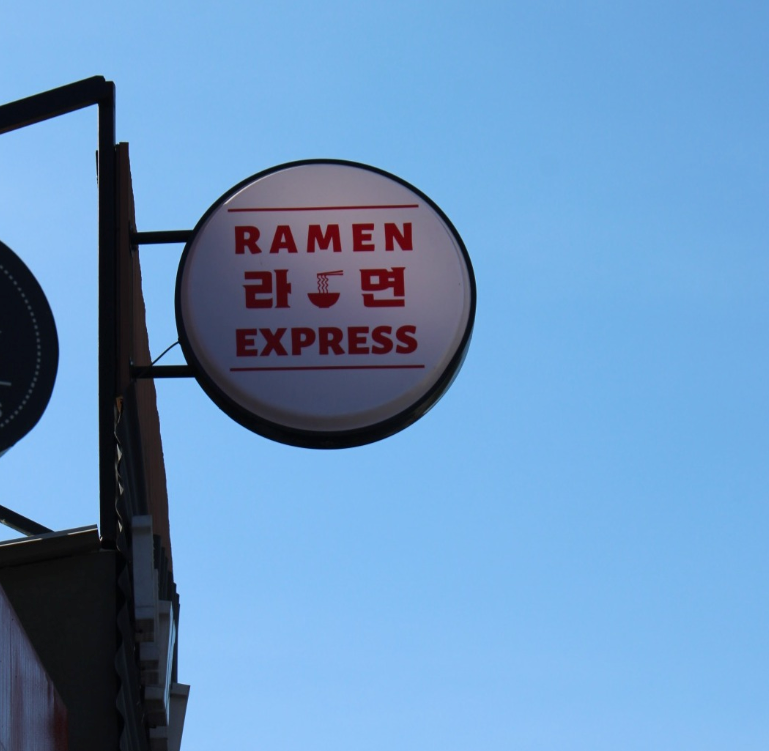 RAMEN
라 면
EXPRESS